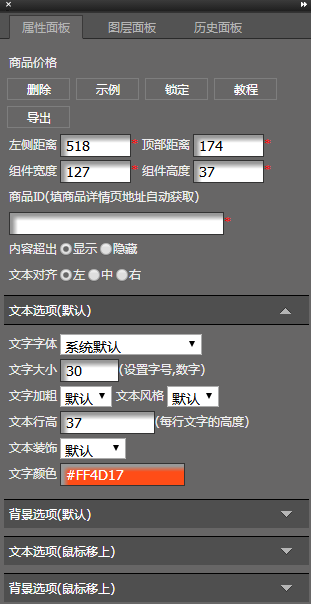 属性面板 图层面板 历史面板
商品价格
删除 示例 锁定 教程
导出
左侧距离 518 * 顶部距离 174 *
组件宽度 127 * 组件高度 37 *
商品ID(填商品详情页地址自动获取)
*
内容超出 显示 隐藏
文本对齐 左 中 右
文本选项(默认)
文字字体 系统默认
文字大小 30 (设置字号,数字)
文字加粗 默认 文本风格 默认
文本行高 37 (每行文字的高度)
文本装饰 默认
文字颜色 #FF4D17
背景选项(默认)
文本选项(鼠标移上)
背景选项(鼠标移上)